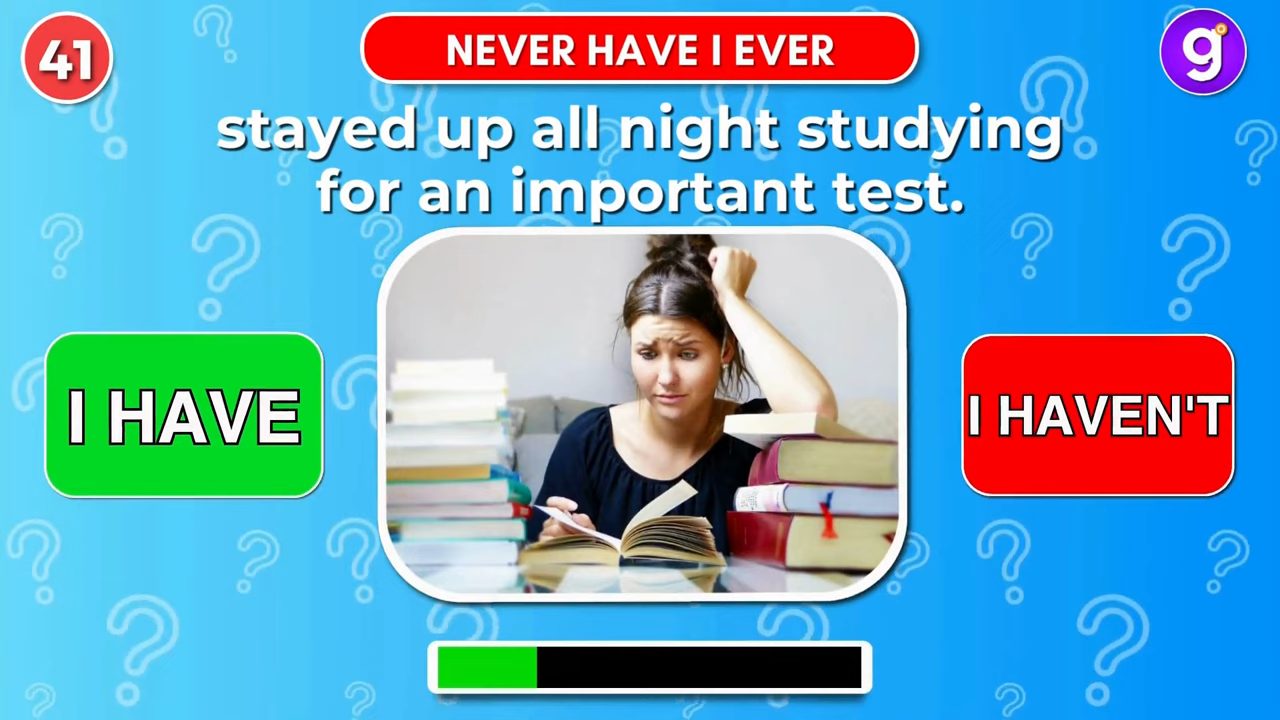 41
NEVER HAVE I EVER
g
stayed up all night studying
for an important test.
I HAVE
I HAVEN'T